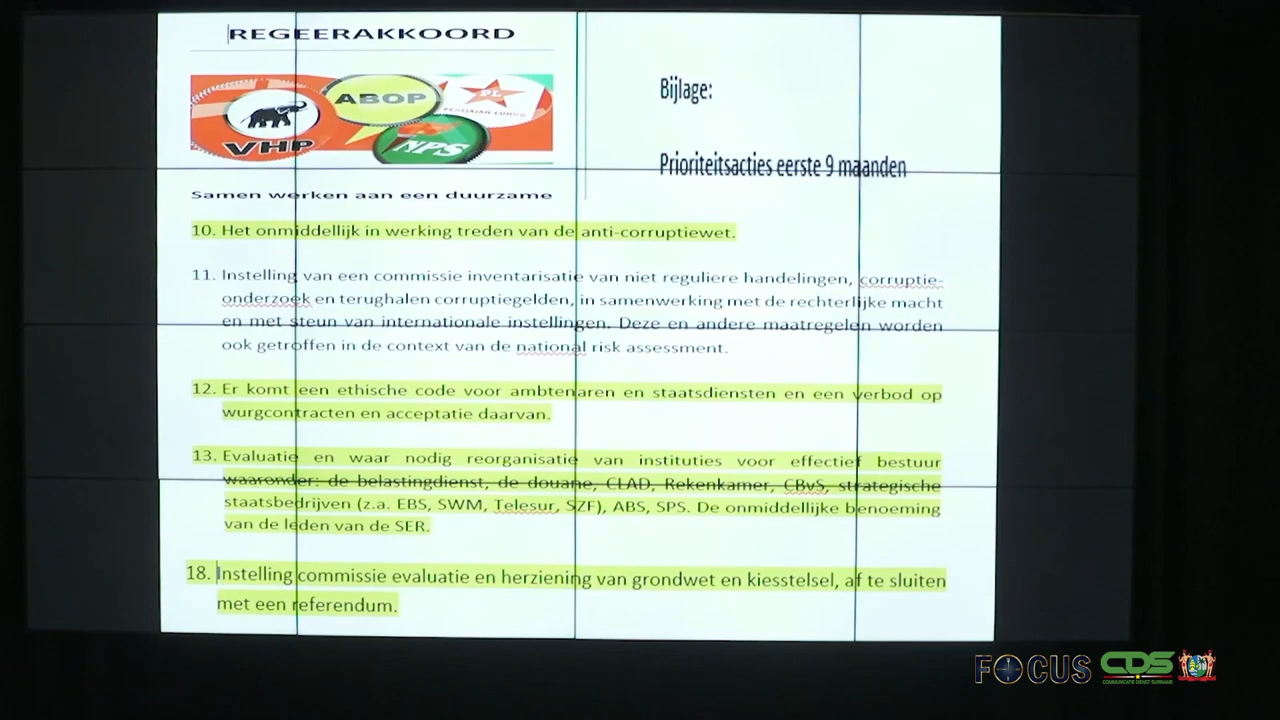 REGEERAKKOORD
VHP
ABOP
PL
PERTJAJAH LUHUR
NPS
Bijlage:
Prioriteitsacties eerste 9 maanden
Samen werken aan een duurzame
10. Het onmiddellijk in werking treden van de anti-corruptiewet.
11. Instelling van een commissie inventarisatie van niet reguliere handelingen, corruptie-
onderzoek en terughalen corruptiegelden, in samenwerking met de rechterlijke macht
en met steun van internationale instellingen. Deze en andere maatregelen worden
ook getroffen in de context van de national risk assessment.
12. Er komt een ethische code voor ambtenaren en staatsdiensten en een verbod op
wurgcontracten en acceptatie daarvan.
13. Evaluatie en waar nodig reorganisatie van instituties voor effectief bestuur
waaronder: de belastingdienst, de douane, CLAD, Rekenkamer, CBvS, strategische
staatsbedrijven (z.a. EBS, SWM, Telesur, SZF), ABS, SPS. De onmiddellijke benoeming
van de leden van de SER.
18. Instelling commissie evaluatie en herziening van grondwet en kiesstelsel, af te sluiten
met een referendum.
FOCUS
CDS
COMMUNICATIE DIENST SURINAME